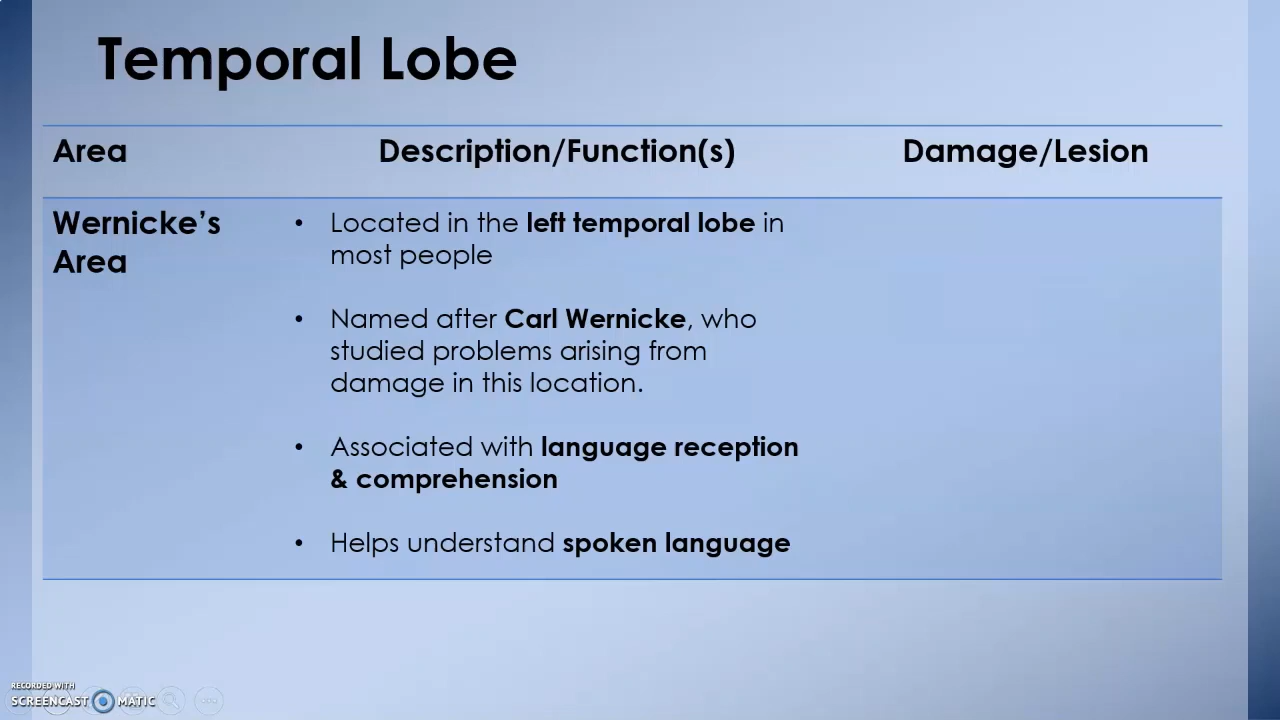 Temporal Lobe
Area Description/Function(s) Damage/Lesion
Wernicke’s
Area
• Located in the left temporal lobe in
most people
• Named after Carl Wernicke, who
studied problems arising from
damage in this location.
• Associated with language reception
& comprehension
• Helps understand spoken language
RECORDED WITH
SCREENCAST MATIC